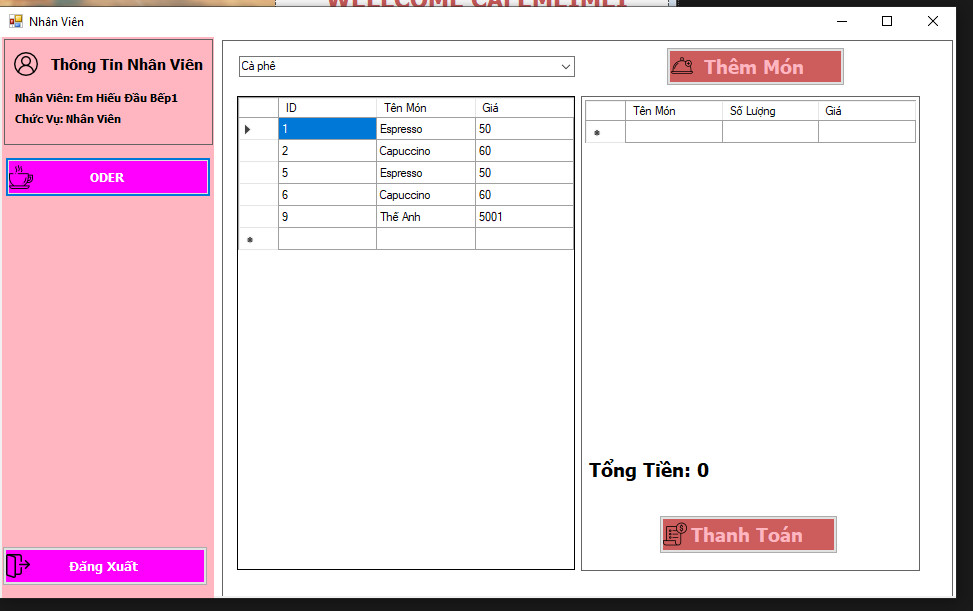 WELLCOME CAFEMEIMEI
Nhân Viên
Thông Tin Nhân Viên
Nhân Viên: Em Hiếu Đầu Bếp1
Chức Vụ: Nhân Viên
ODER
Đăng Xuất
Cà phê
Thêm Món
ID Tên Món Giá
1 Espresso 50
2 Capuccino 60
5 Espresso 50
6 Capuccino 60
9 Thế Anh 5001
Tên Món Số Lượng Giá
Tổng Tiền: 0
Thanh Toán